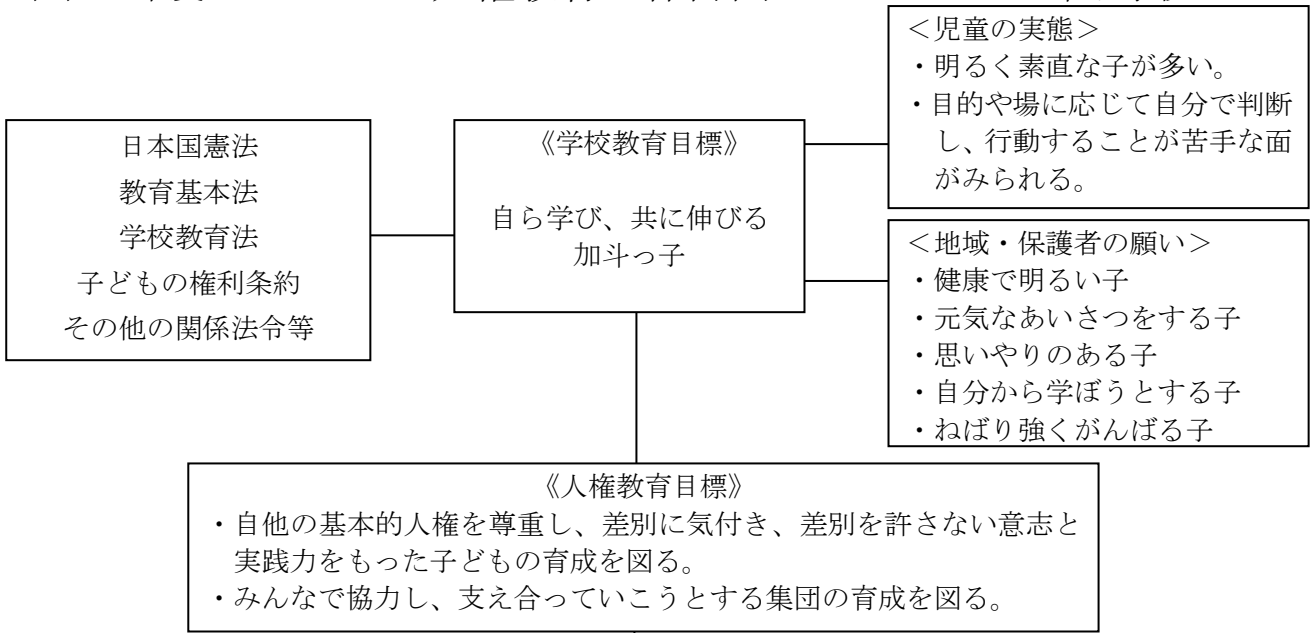 日本国憲法
教育基本法
学校教育法
子どもの権利条約
その他の関係法令等
《学校教育目標》
自ら学び、共に伸びる
加斗っ子
＜児童の実態＞
・明るく素直な子が多い。
・目的や場に応じて自分で判断
し、行動することが苦手な面
がみられる。
＜地域・保護者の願い＞
・健康で明るい子
・元気なあいさつをする子
・思いやりのある子
・自分から学ぼうとする子
・ねばり強くがんばる子
《人権教育目標》
・自他の基本的人権を尊重し、差別に気付き、差別を許さない意志と
実践力をもった子どもの育成を図る。
・みんなで協力し、支え合っていこうとする集団の育成を図る。